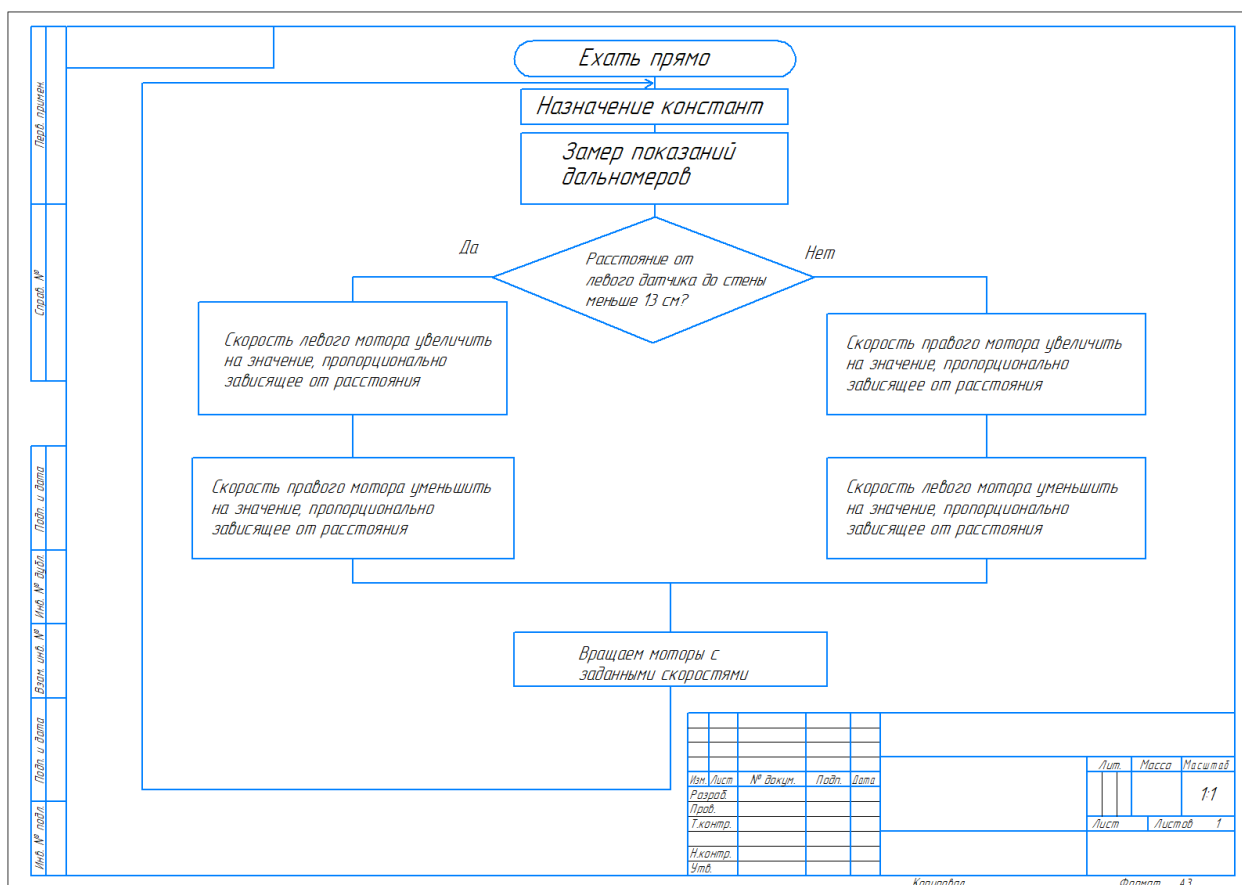 Ехать прямо
Назначение констант
Замер показаний
дальномеров
Да
Нет
Расстояние от
левого датчика до стены
меньше 13 см?
Скорость левого мотора увеличить
на значение, пропорционально
зависящее от расстояния
Скорость правого мотора увеличить
на значение, пропорционально
зависящее от расстояния
Скорость правого мотора уменьшить
на значение, пропорционально
зависящее от расстояния
Скорость левого мотора уменьшить
на значение, пропорционально
зависящее от расстояния
Вращаем моторы с
заданными скоростями
Перв. примен.
Справ. №
Подп. и дата
Инв. № дубл.
Взам. инв. №
Подп. и дата
Инв. № подл.
Изм. Лист № докум. Подп. Дата
Разраб.
Пров.
Т.контр.
Н.контр.
Утв.
Лит. Масса Масштаб
1:1
Лист Листов 1
Копировал Формат А3